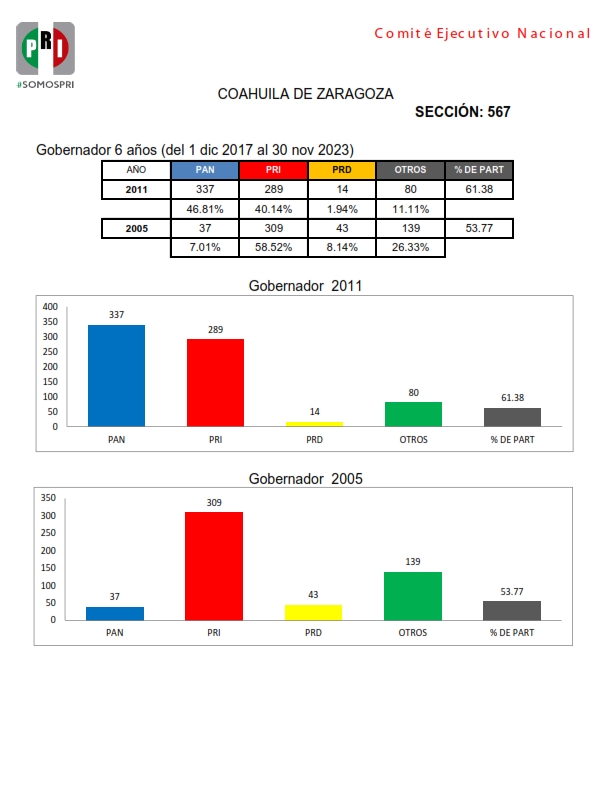 Comité Ejecutivo Nacional
PRI
#SOMOSPRI
COAHUILA DE ZARAGOZA
SECCIÓN: 567
Gobernador 6 años (del 1 dic 2017 al 30 nov 2023)
AÑO PAN PRI PRD OTROS % DE PART
2011 337 289 14 80 61.38
46.81% 40.14% 1.94% 11.11%
2005 37 309 43 139 53.77
7.01% 58.52% 8.14% 26.33%
Gobernador 2011
400
350
300
250
200
150
100
50
0
337
289
14
80
61.38
PAN PRI PRD OTROS % DE PART
Gobernador 2005
350
300
250
200
150
100
50
0
37
309
43
139
53.77
PAN PRI PRD OTROS % DE PART